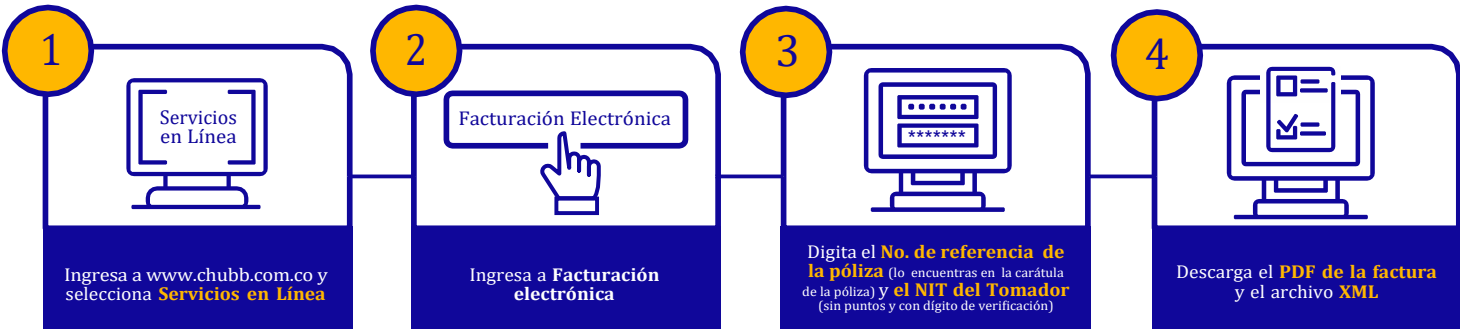 1
Servicios
en Línea
Ingresa a www.chubb.com.co y
selecciona Servicios en Línea
2
Facturación Electrónica
Ingresa a Facturación
electrónica
3
******
*******
Digita el No. de referencia de
la póliza (lo encuentras en la carátula
de la póliza) y el NIT del Tomador
(sin puntos y con dígito de verificación)
4
Descarga el PDF de la factura
y el archivo XML